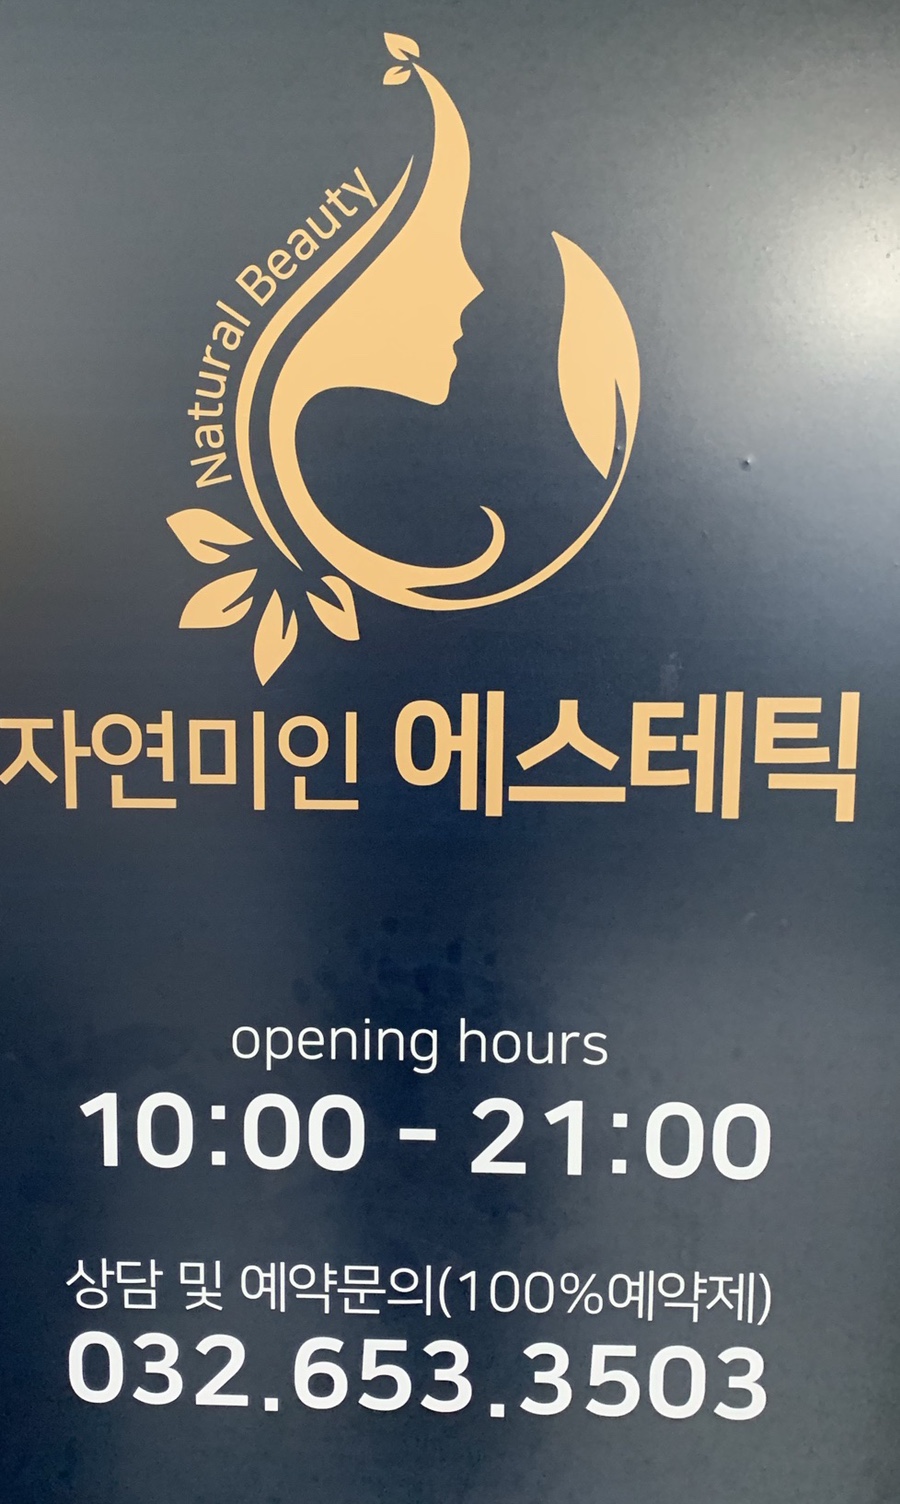 Natural Beauty
자연미인 에스테틱
opening hours
10:00 - 21:00
상담 및 예약문의(100%예약제)
032.653.3503